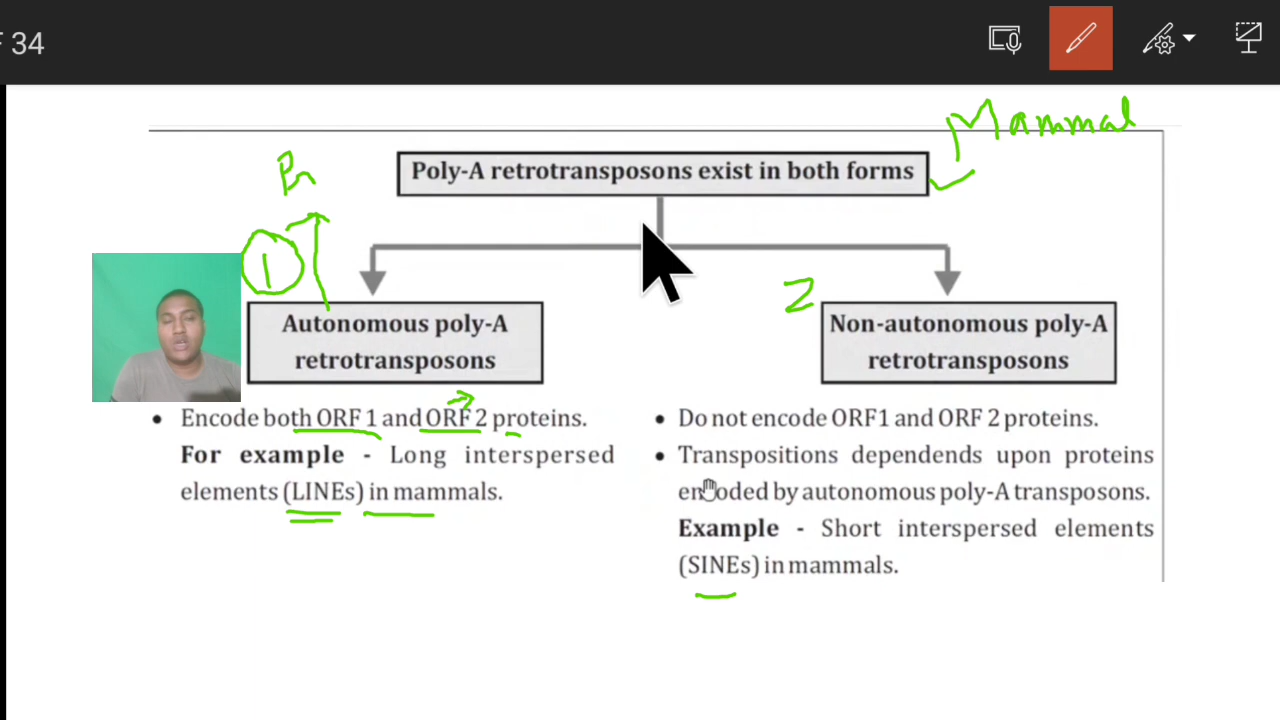 34
Mammal
Poly-A retrotransposons exist in both forms
1
2
Autonomous poly-A
retrotransposons
Non-autonomous poly-A
retrotransposons
• Encode both ORF 1 and ORF 2 proteins.
For example - Long interspersed
elements (LINEs) in mammals.
• Do not encode ORF1 and ORF 2 proteins.
• Transpositions dependends upon proteins
encoded by autonomous poly-A transposons.
Example - Short interspersed elements
(SINEs) in mammals.